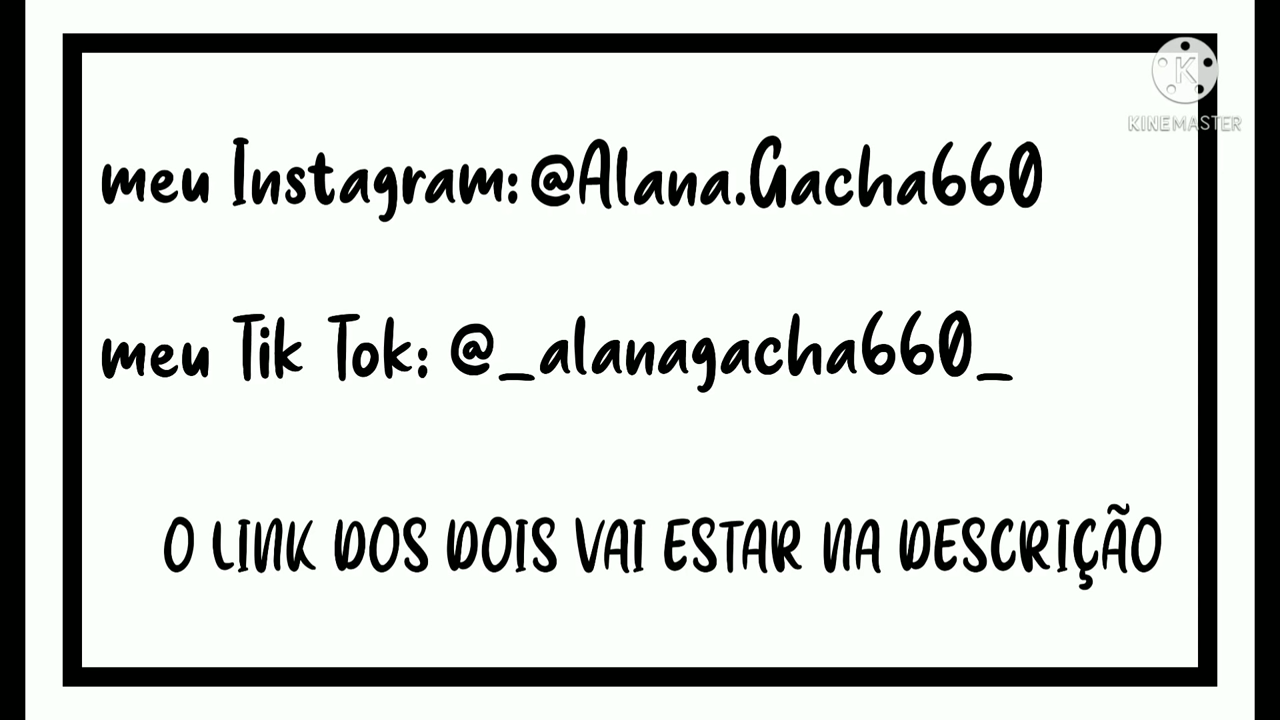 K
KINEMASTER
meu Instagram: @Alana.Gacha660
meu Tik Tok: @_alanagacha660_
O LINK DOS DOIS VAI ESTAR NA DESCRIÇÃO